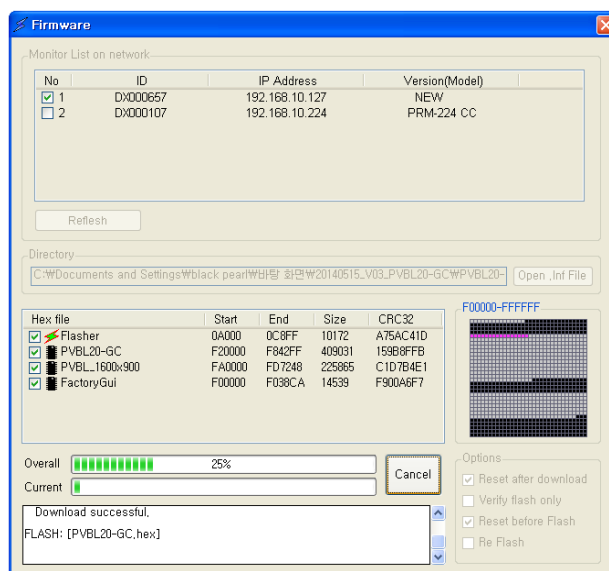 Firmware
Monitor List on network
No ID IP Address Version(Model)
1 DX000657 192.168.10.127 NEW
2 DX000107 192.168.10.224 PRM-224 CC
Reflesh
Directory
C:₩Documents and Settings₩black pearl₩바탕 화면₩20140515_V03_PVBL20-GC₩PVBL20- Open ,Inf File
Hex file Start End Size CRC32
Flasher 0A000 0C8FF 10172 A75AC41D
PVBL20-GC F20000 F842FF 409031 159B8FFB
PVBL_1600x900 FA0000 FD7248 225865 C1D7B4E1
FactoryGui F00000 F038CA 14539 F900A6F7
F00000-FFFFFF
Overall 25%
Current
Cancel
Download successful,
FLASH: [PVBL20-GC,hex]
Options
Reset after download
Verify flash only
Reset before Flash
Re Flash